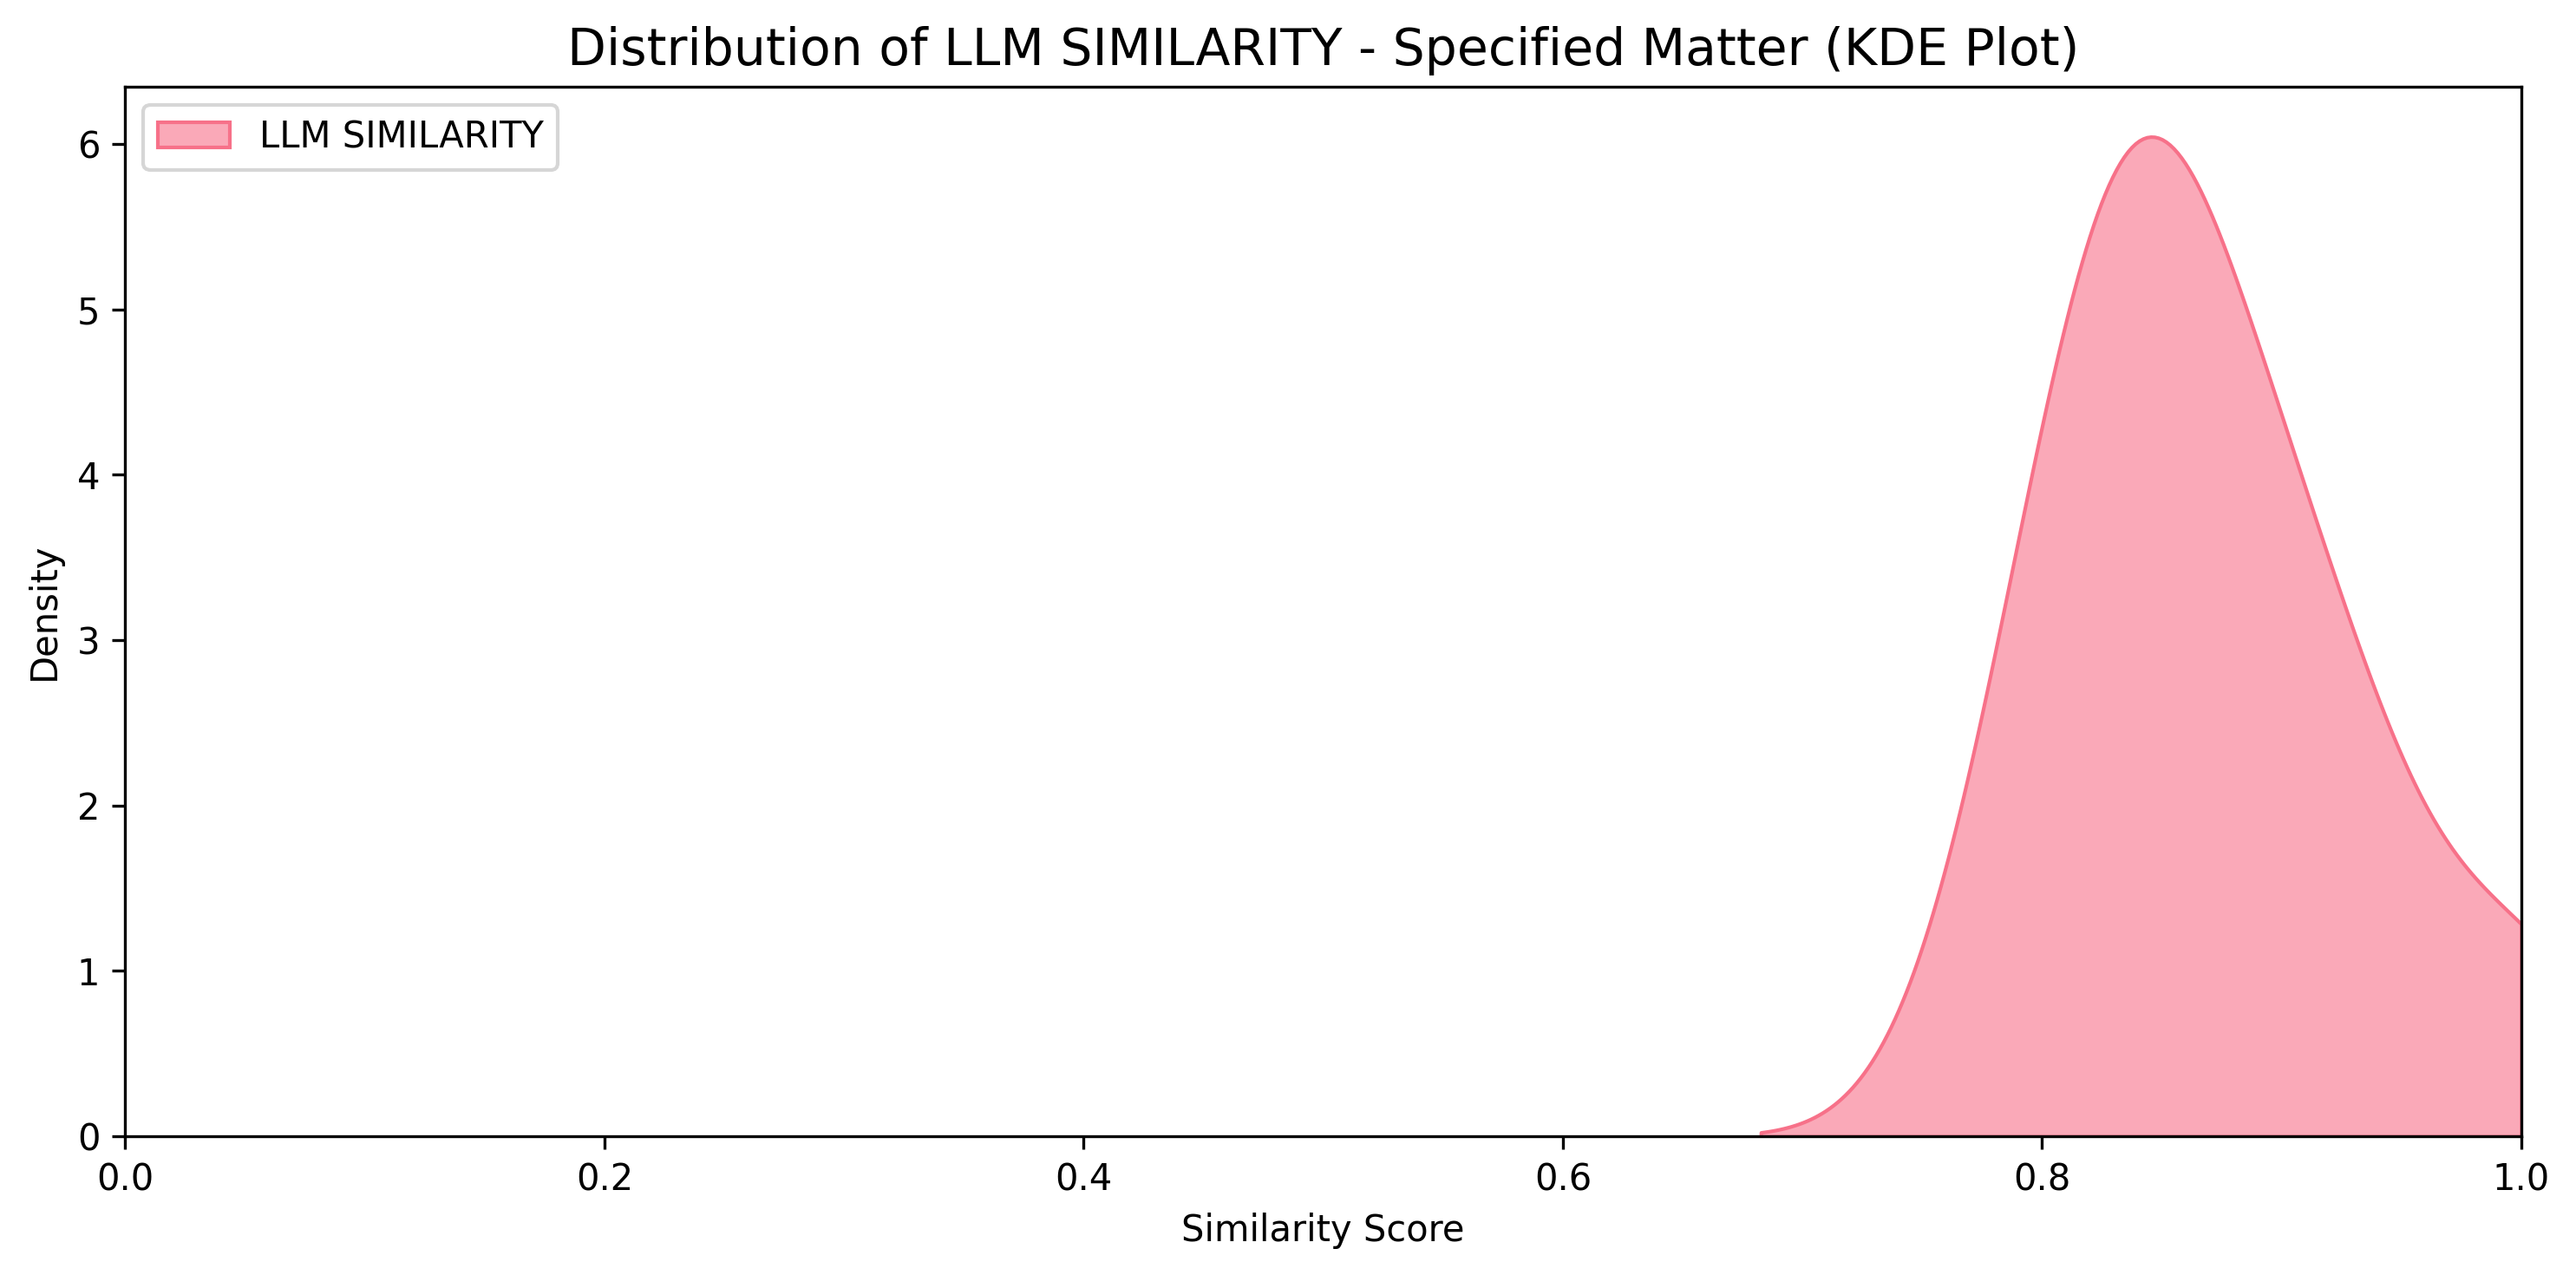 Distribution of LLM SIMILARITY - Specified Matter (KDE Plot)
LLM SIMILARITY
6
5
4
3
2
1
0
Density
0.0 0.2 0.4 0.6 0.8 1.0
Similarity Score